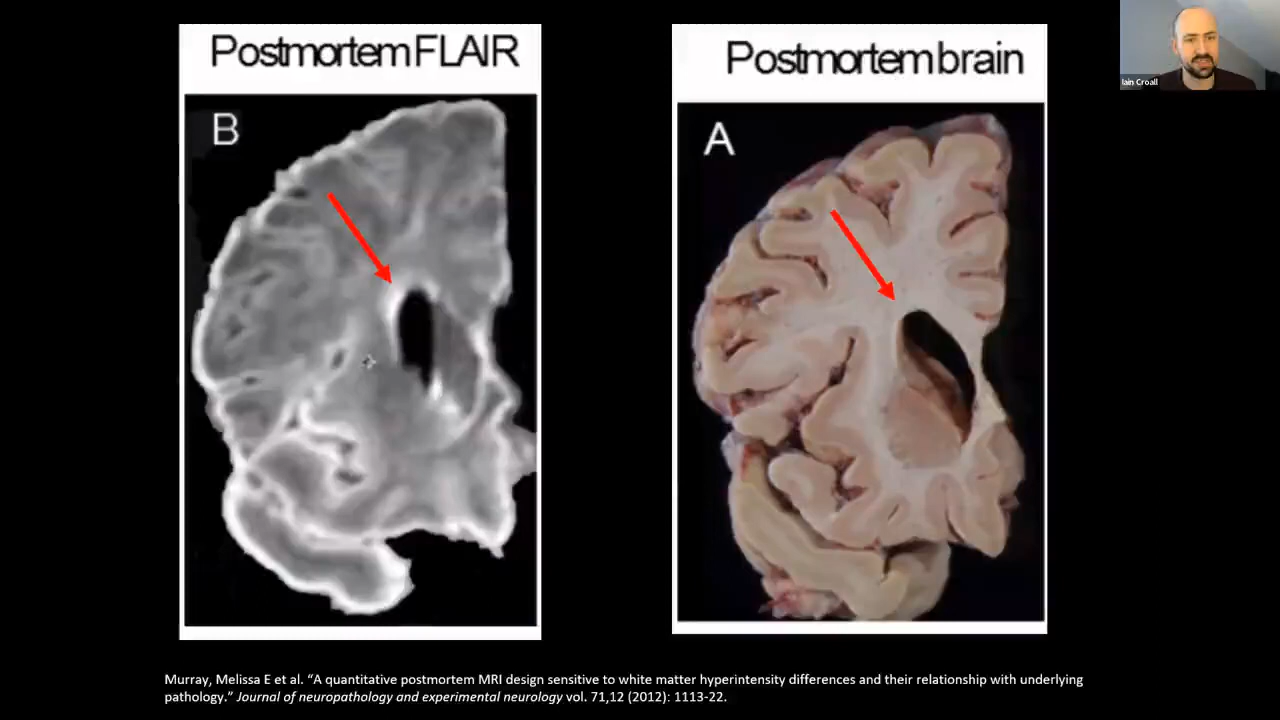 Postmortem FLAIR
Postmortem brain
Iain Croall
B
A
Murray, Melissa E et al. “A quantitative postmortem MRI design sensitive to white matter hyperintensity differences and their relationship with underlying
pathology.” Journal of neuropathology and experimental neurology vol. 71,12 (2012): 1113-22.